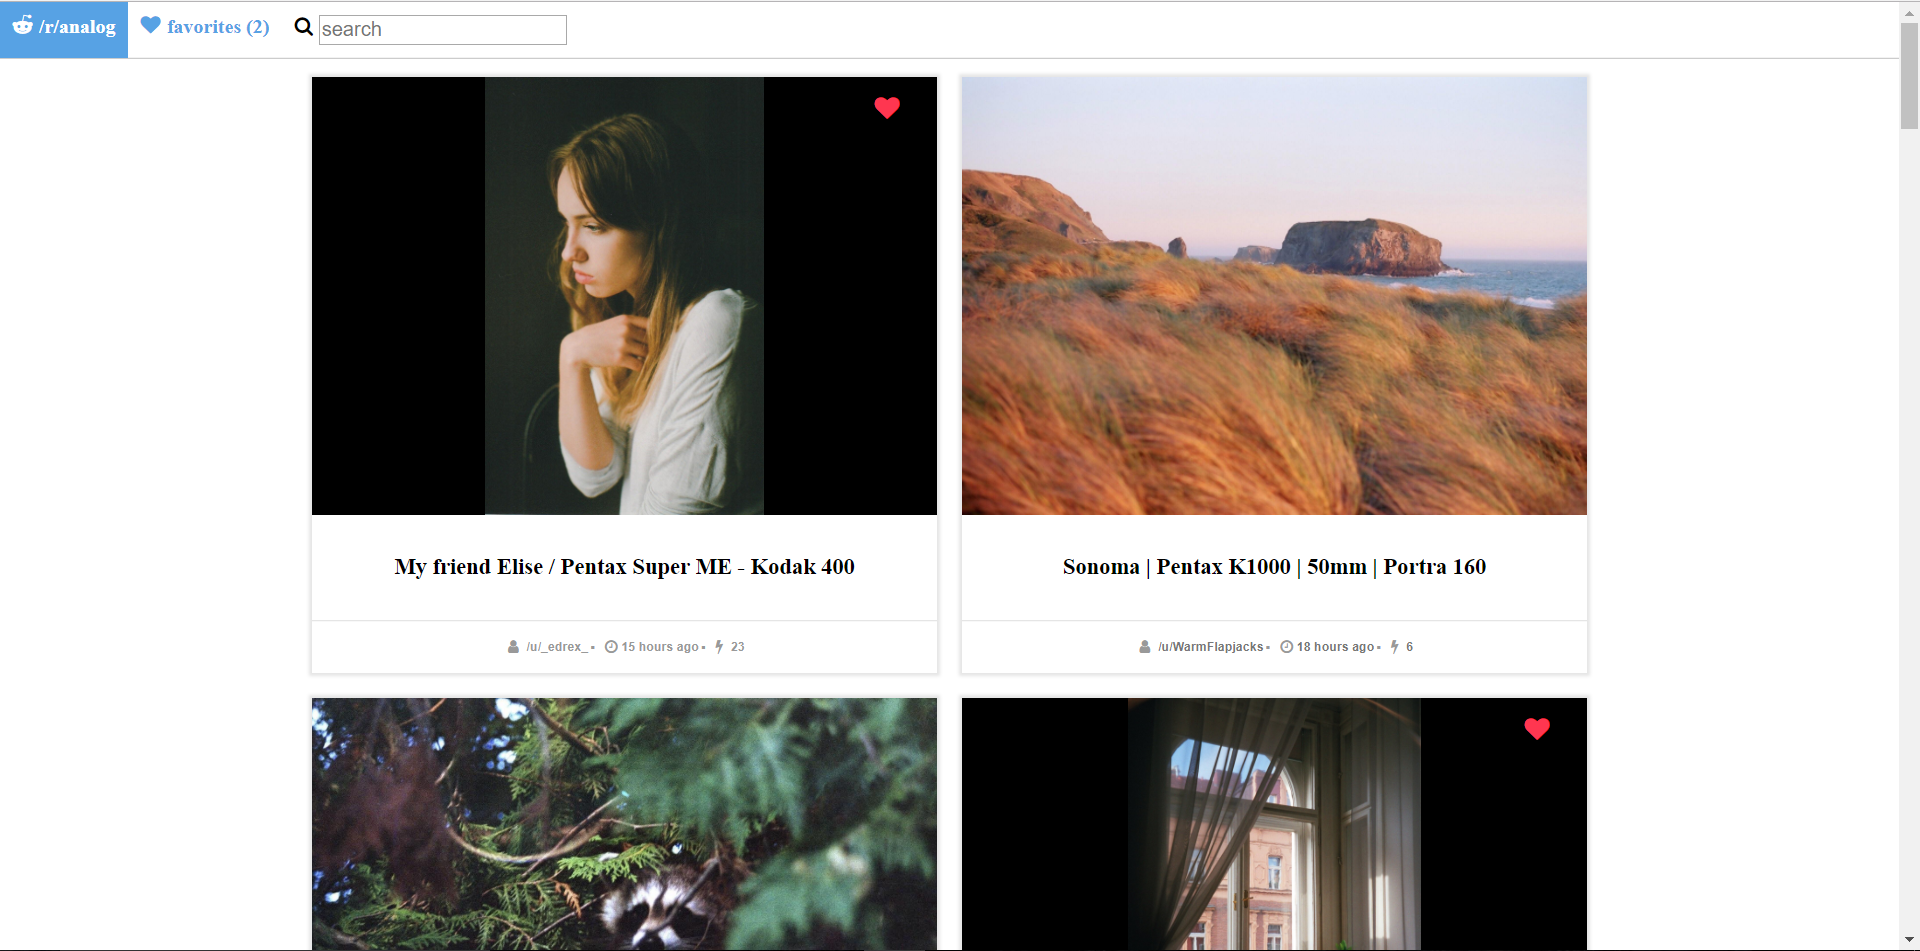 /r/analog favorites (2) search
My friend Elise / Pentax Super ME - Kodak 400
/u/_edrex_ • 15 hours ago • 23
Sonoma | Pentax K1000 | 50mm | Portra 160
/u/WarmFlapjacks • 18 hours ago • 6